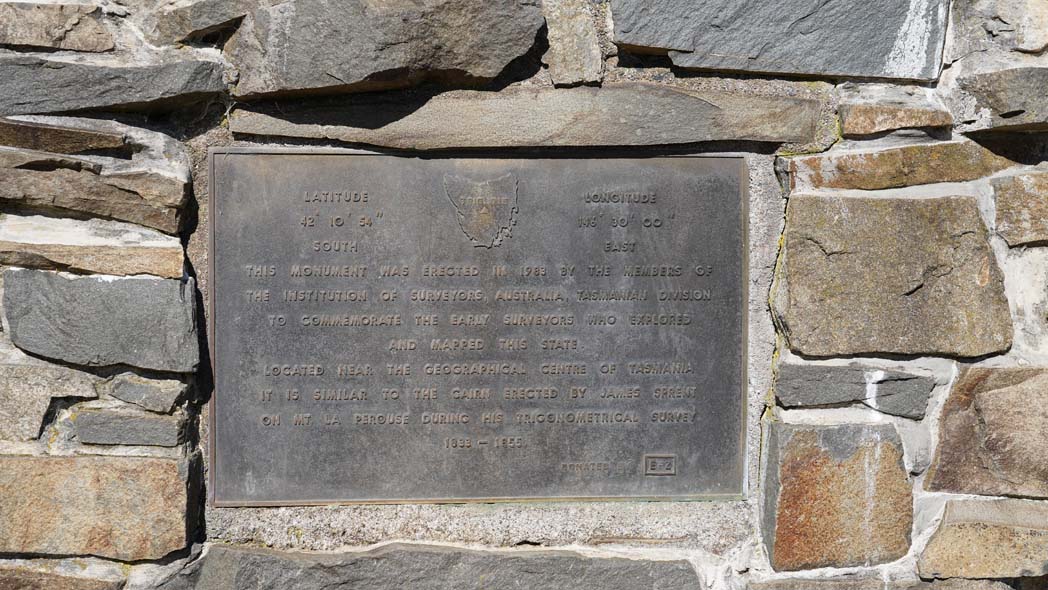 LATITUDE
42° 10' 54"
SOUTH
LONGITUDE
146° 30' 00"
EAST
THIS MONUMENT WAS ERECTED IN 1983 BY THE MEMBERS OF
THE INSTITUTION OF SURVEYORS, AUSTRALIA, TASMANIAN DIVISION
TO COMMEMORATE THE EARLY SURVEYORS WHO EXPLORED
AND MAPPED THIS STATE
LOCATED NEAR THE GEOGRAPHICAL CENTRE OF TASMANIA
IT IS SIMILAR TO THE CAIRN ERECTED BY JAMES SPRENT
ON MT. LA PEROUSE DURING HIS TRIGONOMETRICAL SURVEY
1833 – 1955.